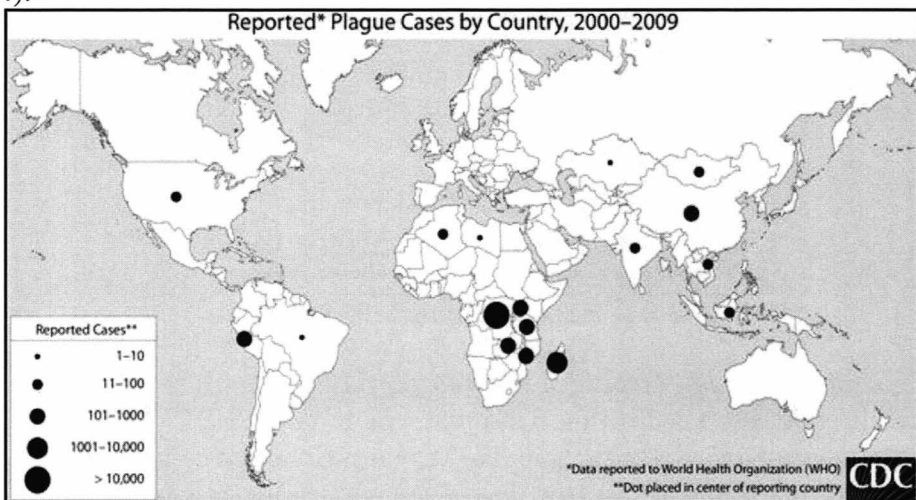 Reported* Plague Cases by Country, 2000–2009
Reported Cases**
1–10
11–100
101–1000
1001–10,000
> 10,000
*Data reported to World Health Organization (WHO)
**Dot placed in center of reporting country
CDC